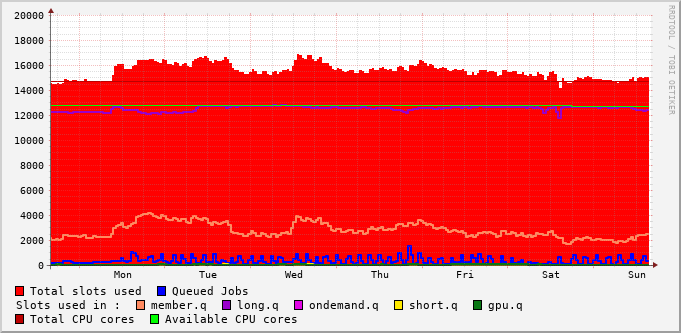 RRDTOOL / TOBI OETIKER
20000
18000
16000
14000
12000
10000
8000
6000
4000
2000
0
Mon Tue Wed Thu Fri Sat Sun
Total slots used Queued Jobs
Slots used in : member.q long.q ondemand.q short.q gpu.q
Total CPU cores Available CPU cores